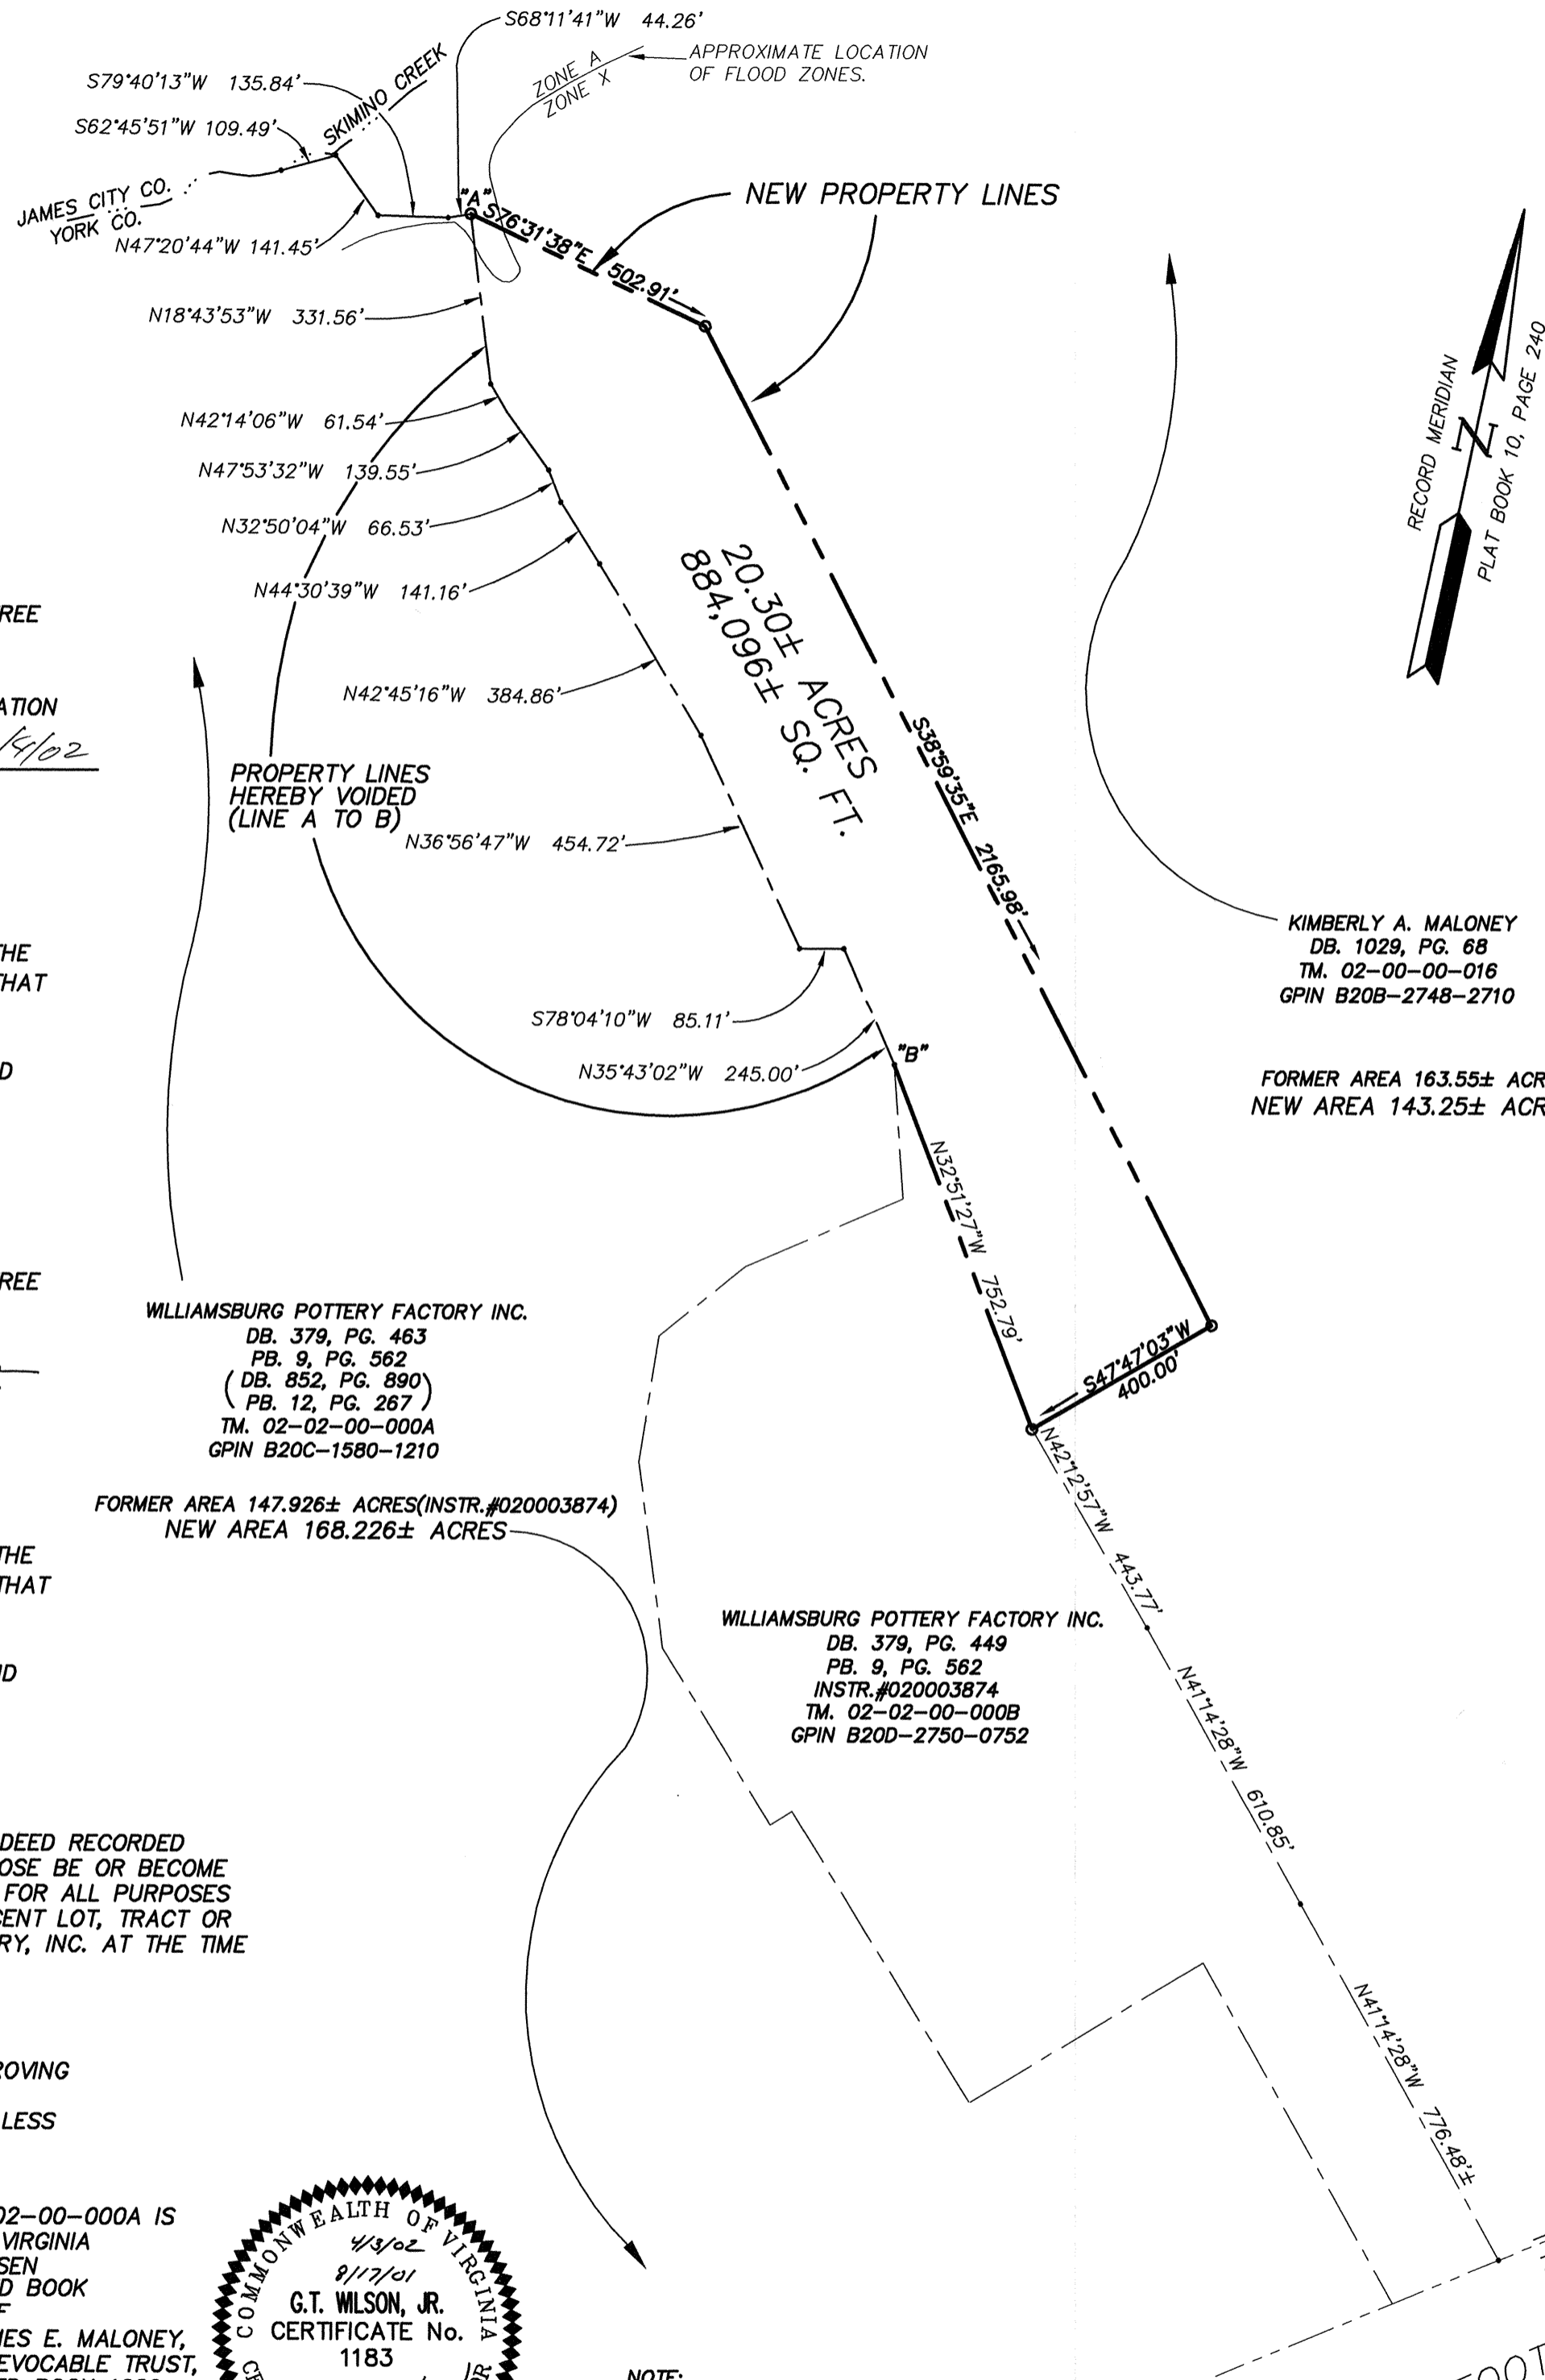 S68°11'41"W 44.26'
APPROXIMATE LOCATION
OF FLOOD ZONES.
ZONE A
ZONE X
S79°40'13"W 135.84'
SKIMINO CREEK
S62°45'51"W 109.49'
JAMES CITY CO.
YORK CO.
N47°20'44"W 141.45'
"A"
S76°31'38"E 502.91'
NEW PROPERTY LINES
N18°43'53"W 331.56'
RECORD MERIDIAN
N
PLAT BOOK 10, PAGE 240
N42°14'06"W 61.54'
N47°53'32"W 139.55'
N32°50'04"W 66.53'
N44°30'39"W 141.16'
20.30± ACRES
884,096± SQ. FT.
REE
N42°45'16"W 384.86'
ATION
/4/02
PROPERTY LINES
HEREBY VOIDED
(LINE A TO B)
S38°59'35"E 2165.98'
N36°56'47"W 454.72'
KIMBERLY A. MALONEY
DB. 1029, PG. 68
TM. 02-00-00-016
GPIN B20B-2748-2710
THE
THAT
S78°04'10"W 85.11'
N35°43'02"W 245.00'
"B"
D
FORMER AREA 163.55± ACR
NEW AREA 143.25± ACR
N32°51'27"W 752.79'
REE
WILLIAMSBURG POTTERY FACTORY INC.
DB. 379, PG. 463
PB. 9, PG. 562
( DB. 852, PG. 890 )
( PB. 12, PG. 267 )
TM. 02-02-00-000A
GPIN B20C-1580-1210
S47°47'03"W
400.00'
FORMER AREA 147.926± ACRES(INSTR.#020003874)
NEW AREA 168.226± ACRES
N42°12'57"W 443.77'
THE
THAT
WILLIAMSBURG POTTERY FACTORY INC.
DB. 379, PG. 449
PB. 9, PG. 562
INSTR.#020003874
TM. 02-02-00-000B
GPIN B20D-2750-0752
ND
N41°14'28"W 610.85'
DEED RECORDED
OSE BE OR BECOME
FOR ALL PURPOSES
CENT LOT, TRACT OR
RY, INC. AT THE TIME
N41°14'28"W 776.48'±
ROVING
LESS
02-00-000A IS
VIRGINIA
SEN
D BOOK
MES E. MALONEY,
EVOCABLE TRUST,
COMMONWEALTH OF VIRGINIA
4/3/02
8/17/01
G.T. WILSON, JR.
CERTIFICATE No.
1183
NOTE:
FOOT